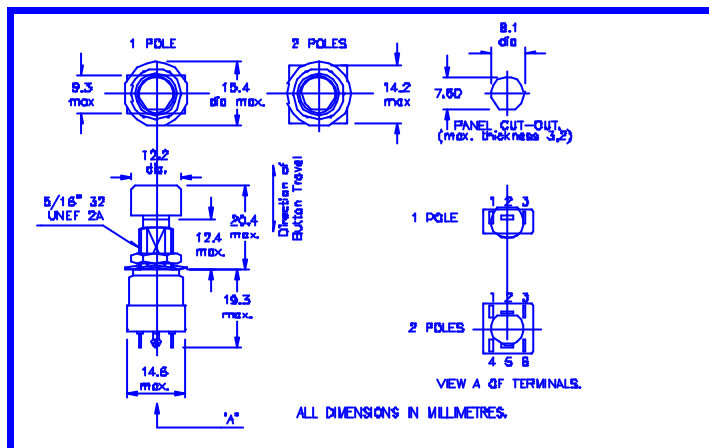 1 POLE
2 POLES
8.1
dia
9.3
max
15.4
dia max.
14.2
max
7.60
PANEL CUT-OUT.
(max. thickness 3,2)
12.2
dia.
Direction of
Button Travel
5/16" 32
UNEF 2A
20.4
max.
12.4
max.
1 POLE
1 2 3
19.3
max.
2 POLES
1 2 3
4 5 6
14.6
max.
VIEW A OF TERMINALS.
"A"
ALL DIMENSIONS IN MILLIMETRES.